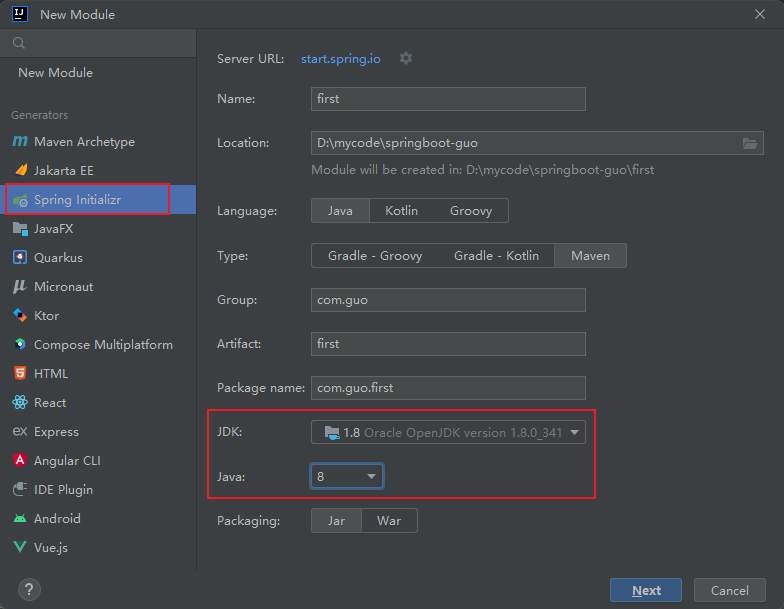 New Module
New Module
Generators
Maven Archetype
Jakarta EE
Spring Initializr
JavaFX
Quarkus
Micronaut
Ktor
Compose Multiplatform
HTML
React
Express
Angular CLI
IDE Plugin
Android
Vue.js
Server URL: start.spring.io
Name: first
Location: D:\mycode\springboot-guo
Module will be created in: D:\mycode\springboot-guo\first
Language: Java Kotlin Groovy
Type: Gradle - Groovy Gradle - Kotlin Maven
Group: com.guo
Artifact: first
Package name: com.guo.first
JDK: 1.8 Oracle OpenJDK version 1.8.0_341
Java: 8
Packaging: Jar War
? Next Cancel